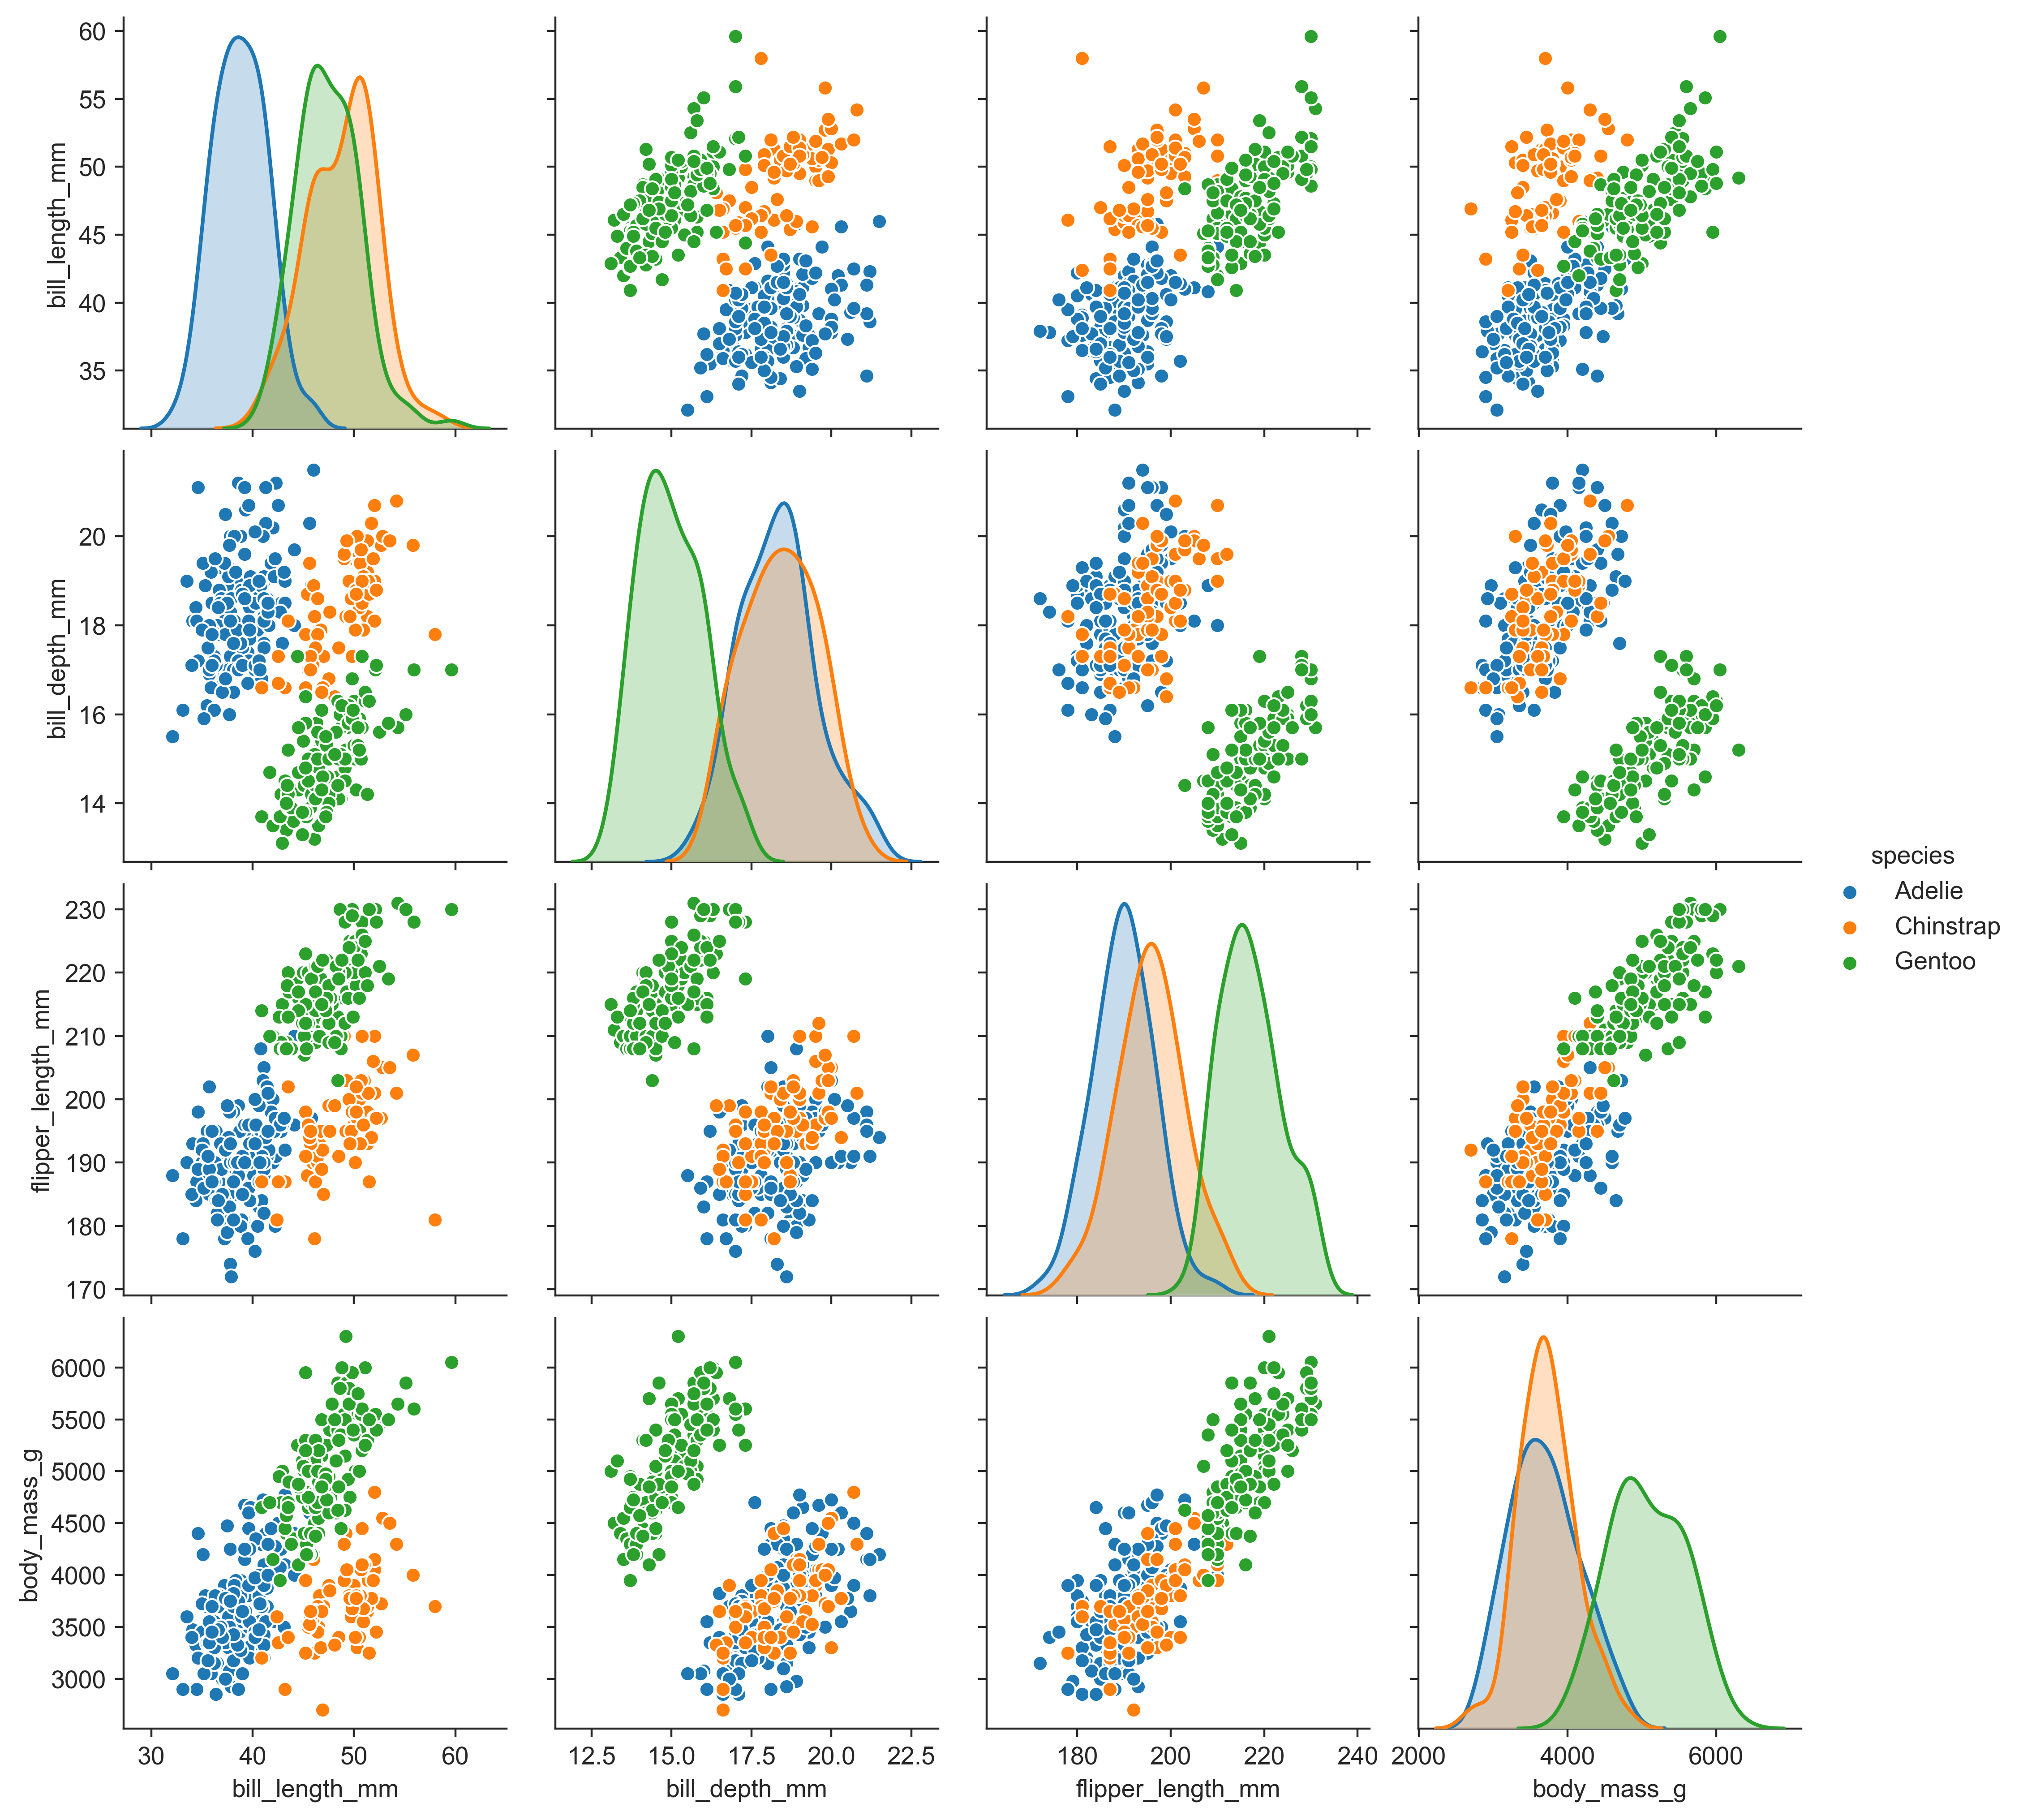 60
55
50
45
40
35
bill_length_mm
30 40 50 60
12.5 15.0 17.5 20.0 22.5
180 200 220 240
2000 4000 6000
20
18
16
14
bill_depth_mm
species
Adelie
Chinstrap
Gentoo
230
220
210
200
190
180
170
flipper_length_mm
6000
5500
5000
4500
4000
3500
3000
body_mass_g
bill_length_mm bill_depth_mm flipper_length_mm body_mass_g